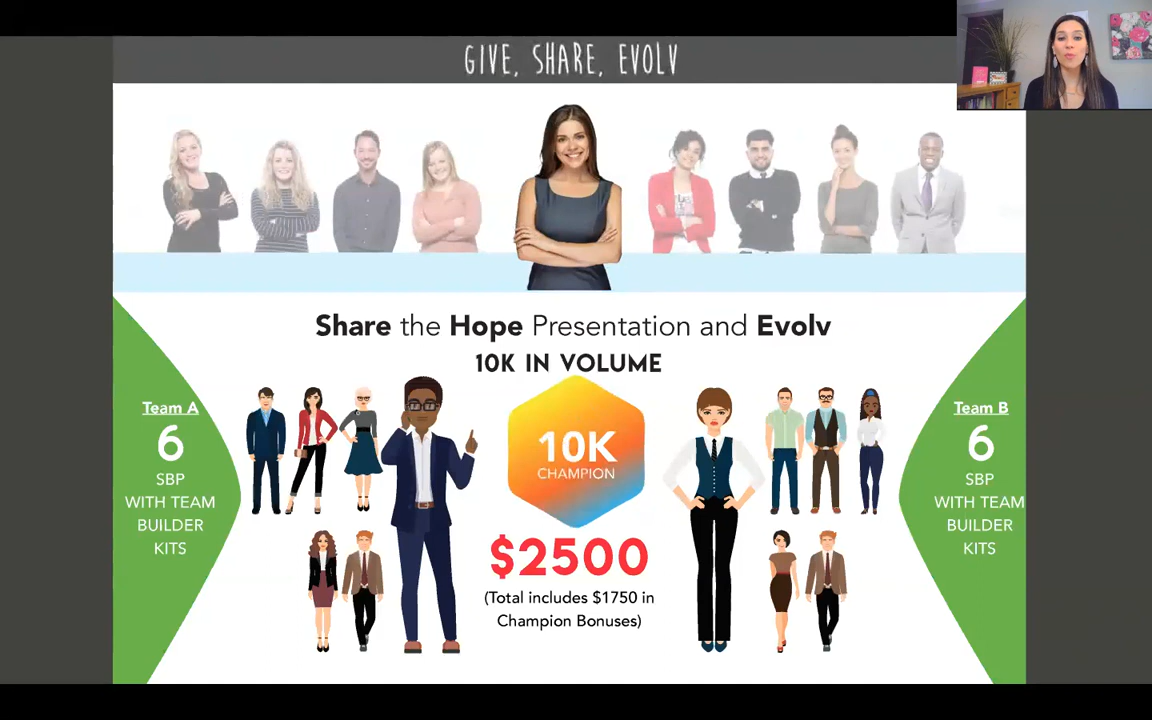 GIVE, SHARE, EVOLV
Share the Hope Presentation and Evolv
10K IN VOLUME
Team A
6
SBP
WITH TEAM
BUILDER
KITS
10K
CHAMPION
$2500
(Total includes $1750 in
Champion Bonuses)
Team B
6
SBP
WITH TEAM
BUILDER
KITS